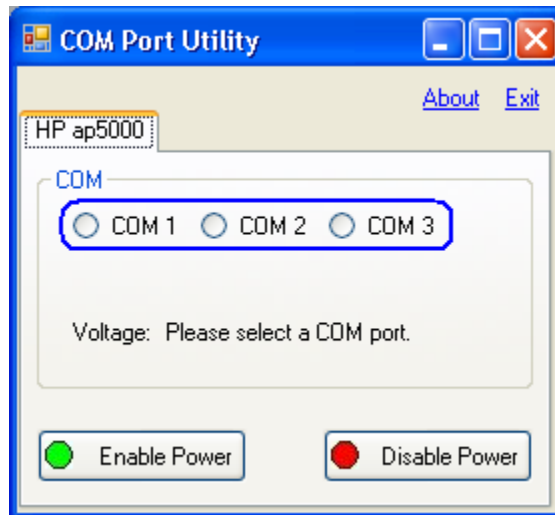 COM Port Utility
About Exit
HP ap5000
COM
COM 1 COM 2 COM 3
Voltage: Please select a COM port.
Enable Power Disable Power